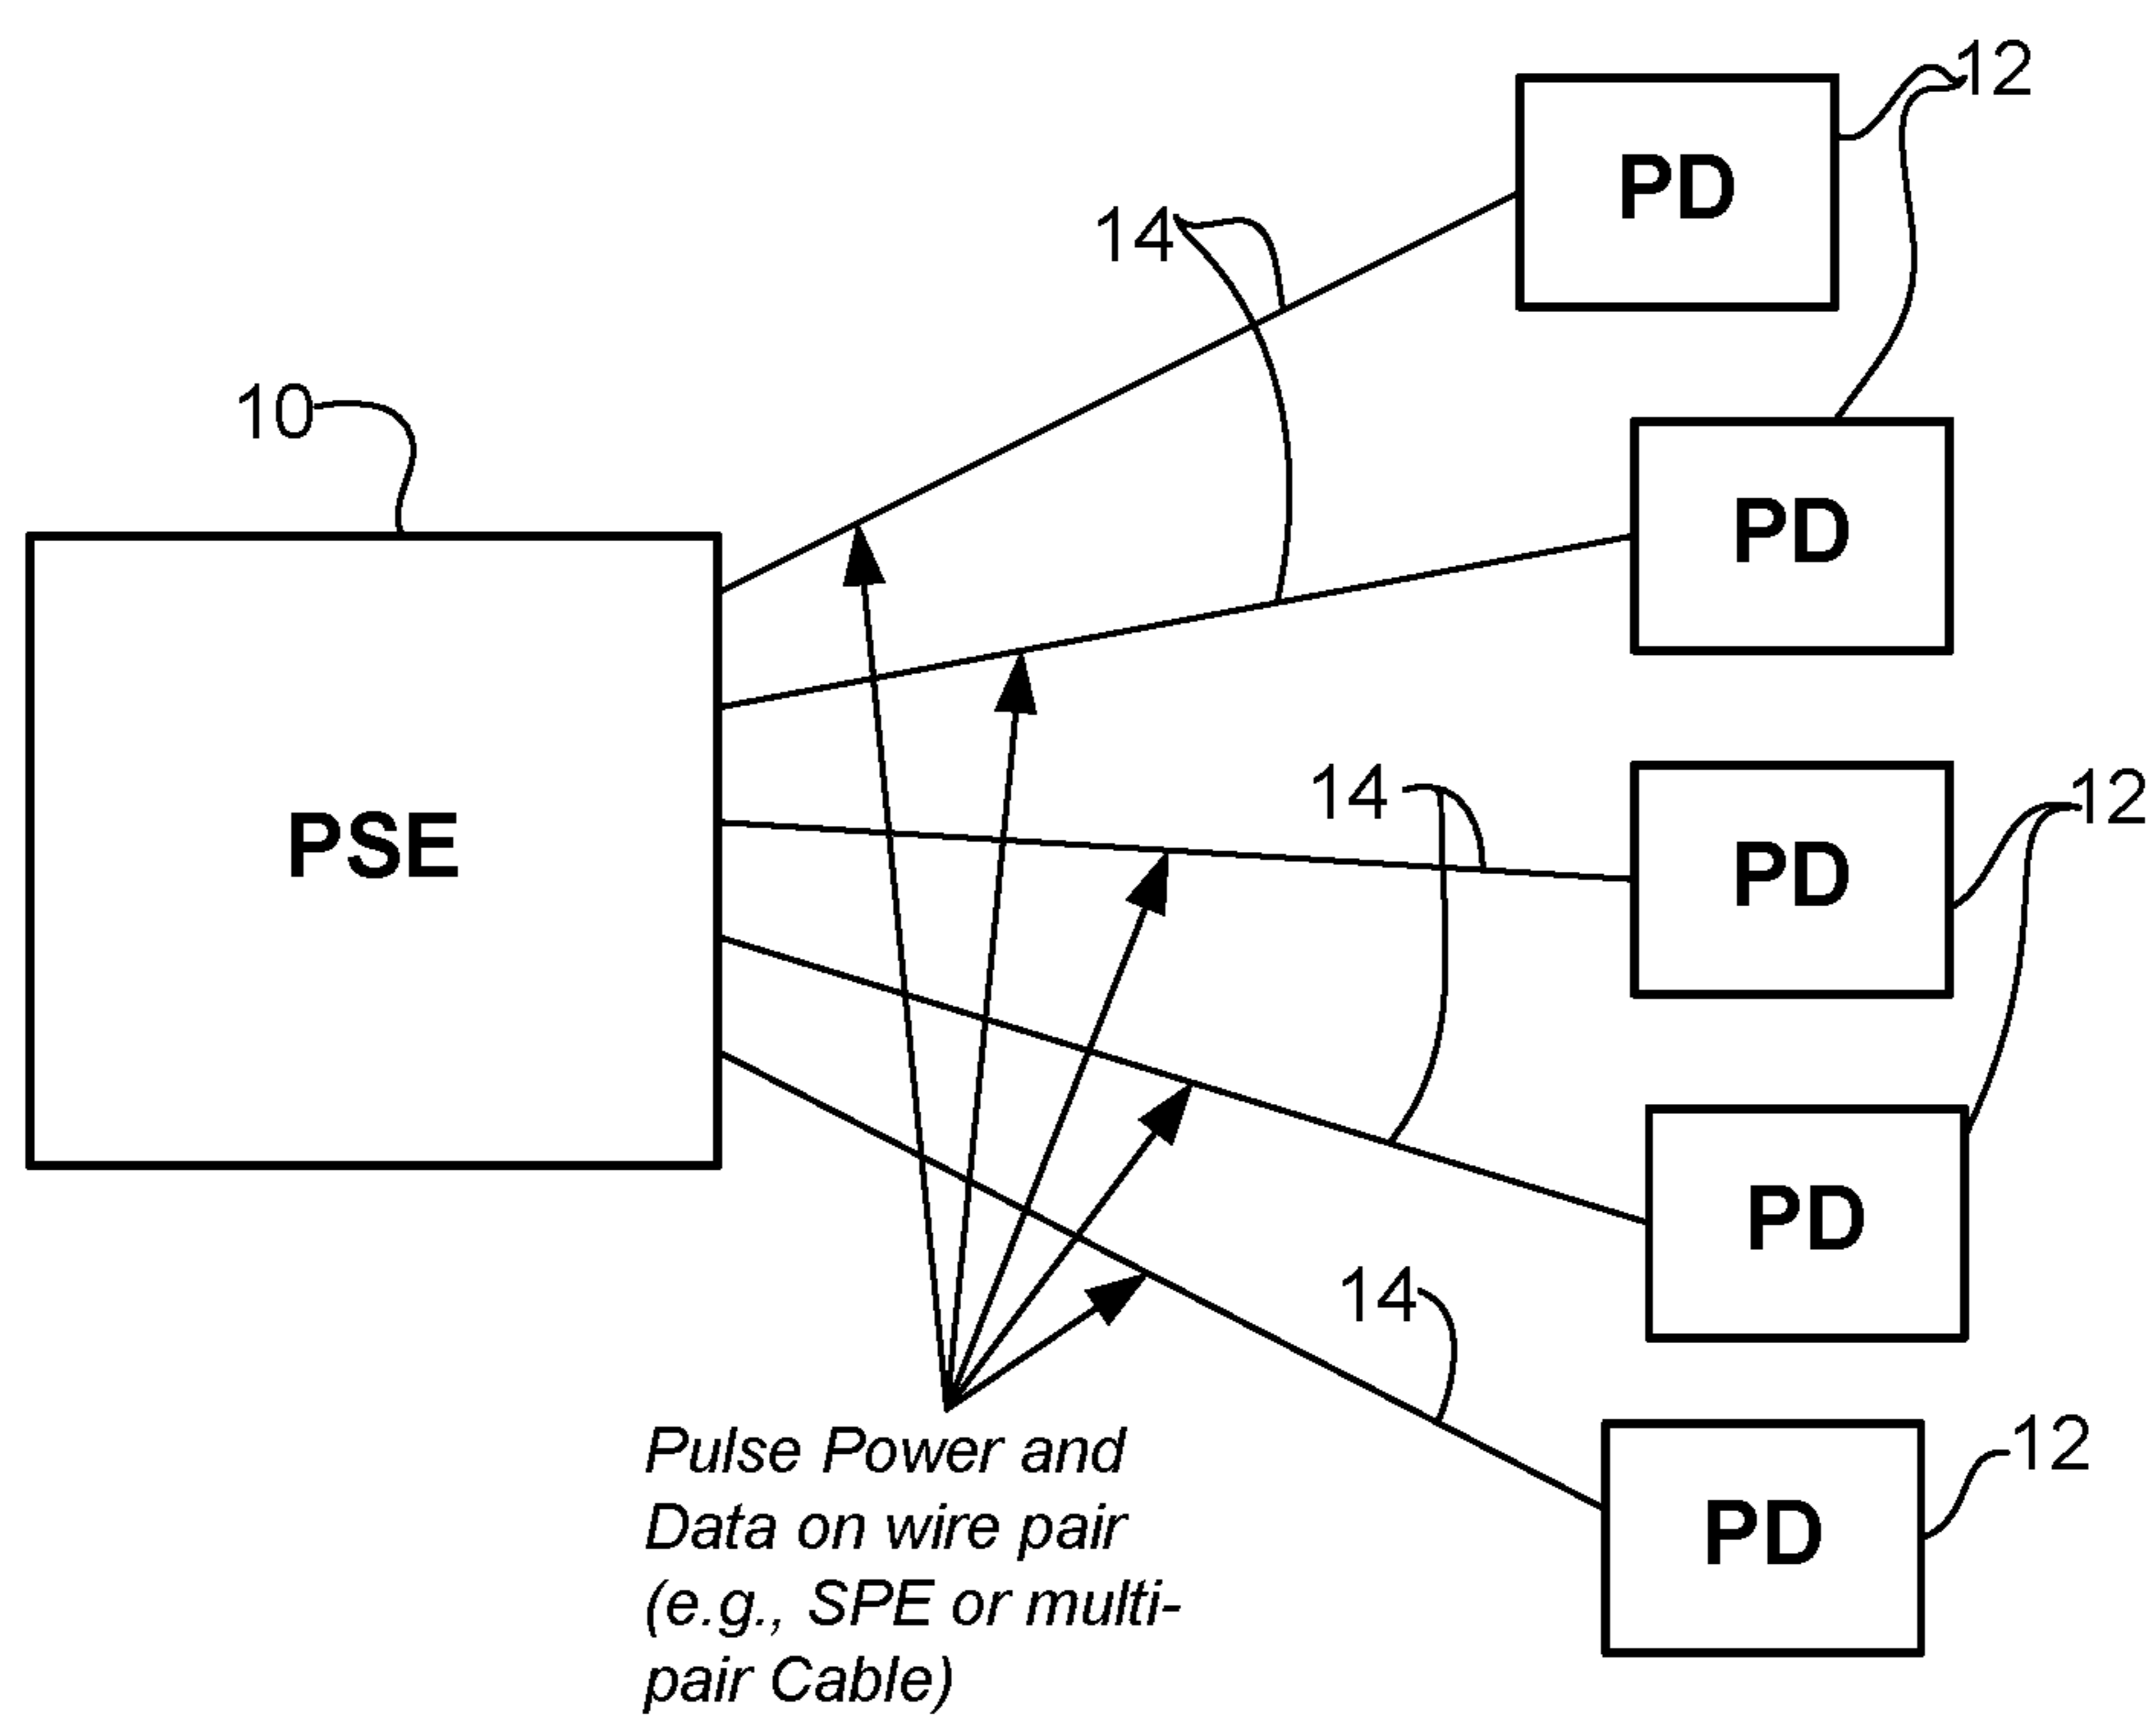 12
PD
14
10
PD
14
12
PSE
PD
PD
14
12
PD
Pulse Power and
Data on wire pair
(e.g., SPE or multi-
pair Cable)